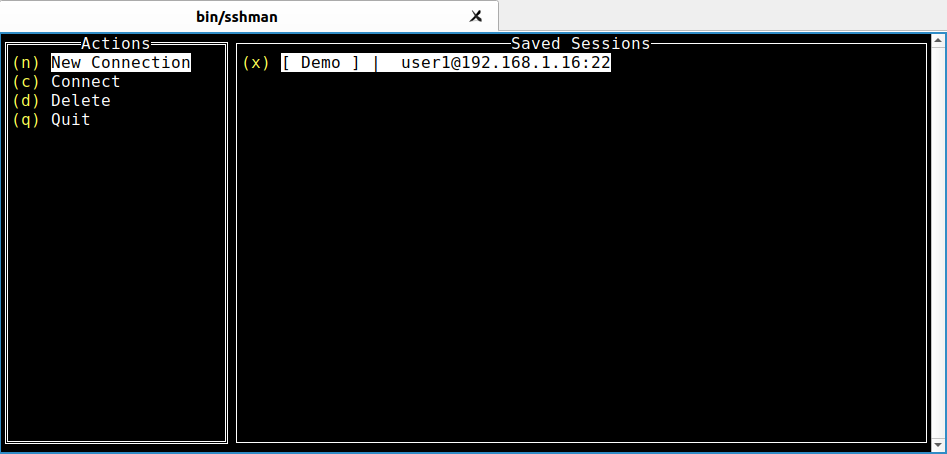 bin/sshman
Actions
(n) New Connection
(c) Connect
(d) Delete
(q) Quit
Saved Sessions
(x) [ Demo ] |  user1@192.168.1.16:22